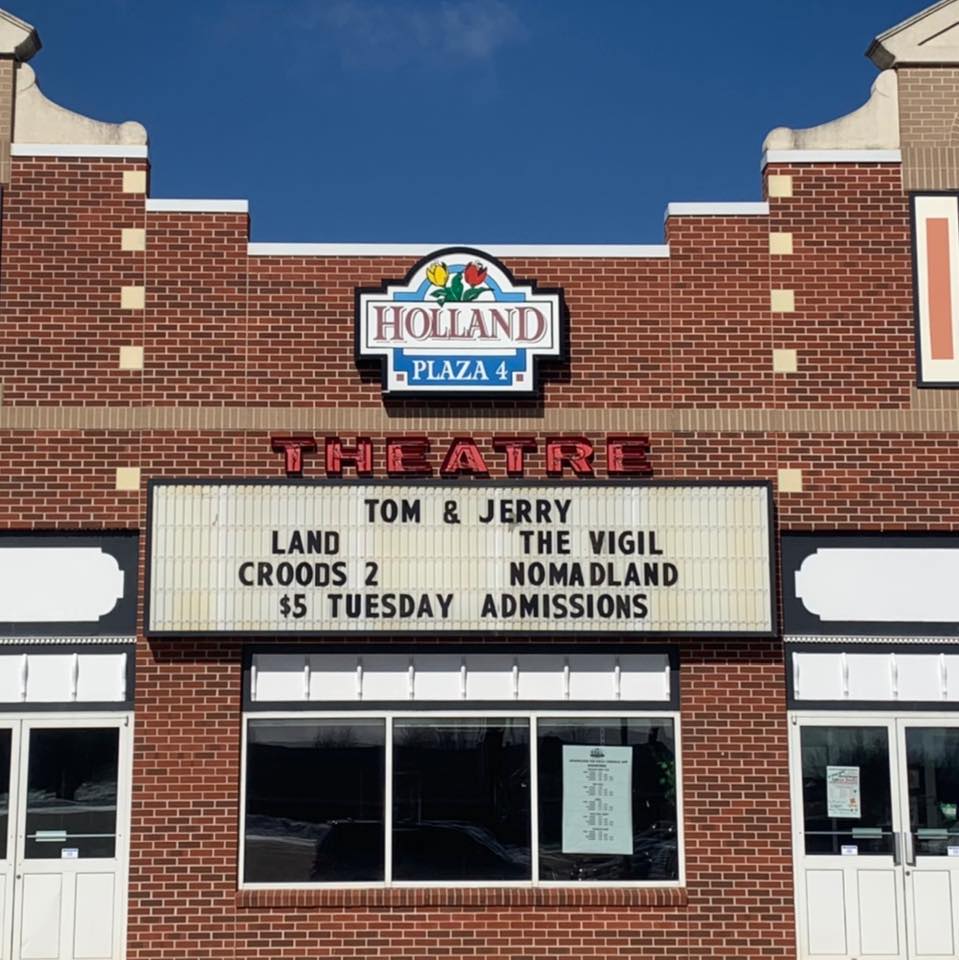 HOLLAND
PLAZA 4
THEATRE
TOM & JERRY
LAND THE VIGIL
CROODS 2 NOMADLAND
$5 TUESDAY ADMISSIONS